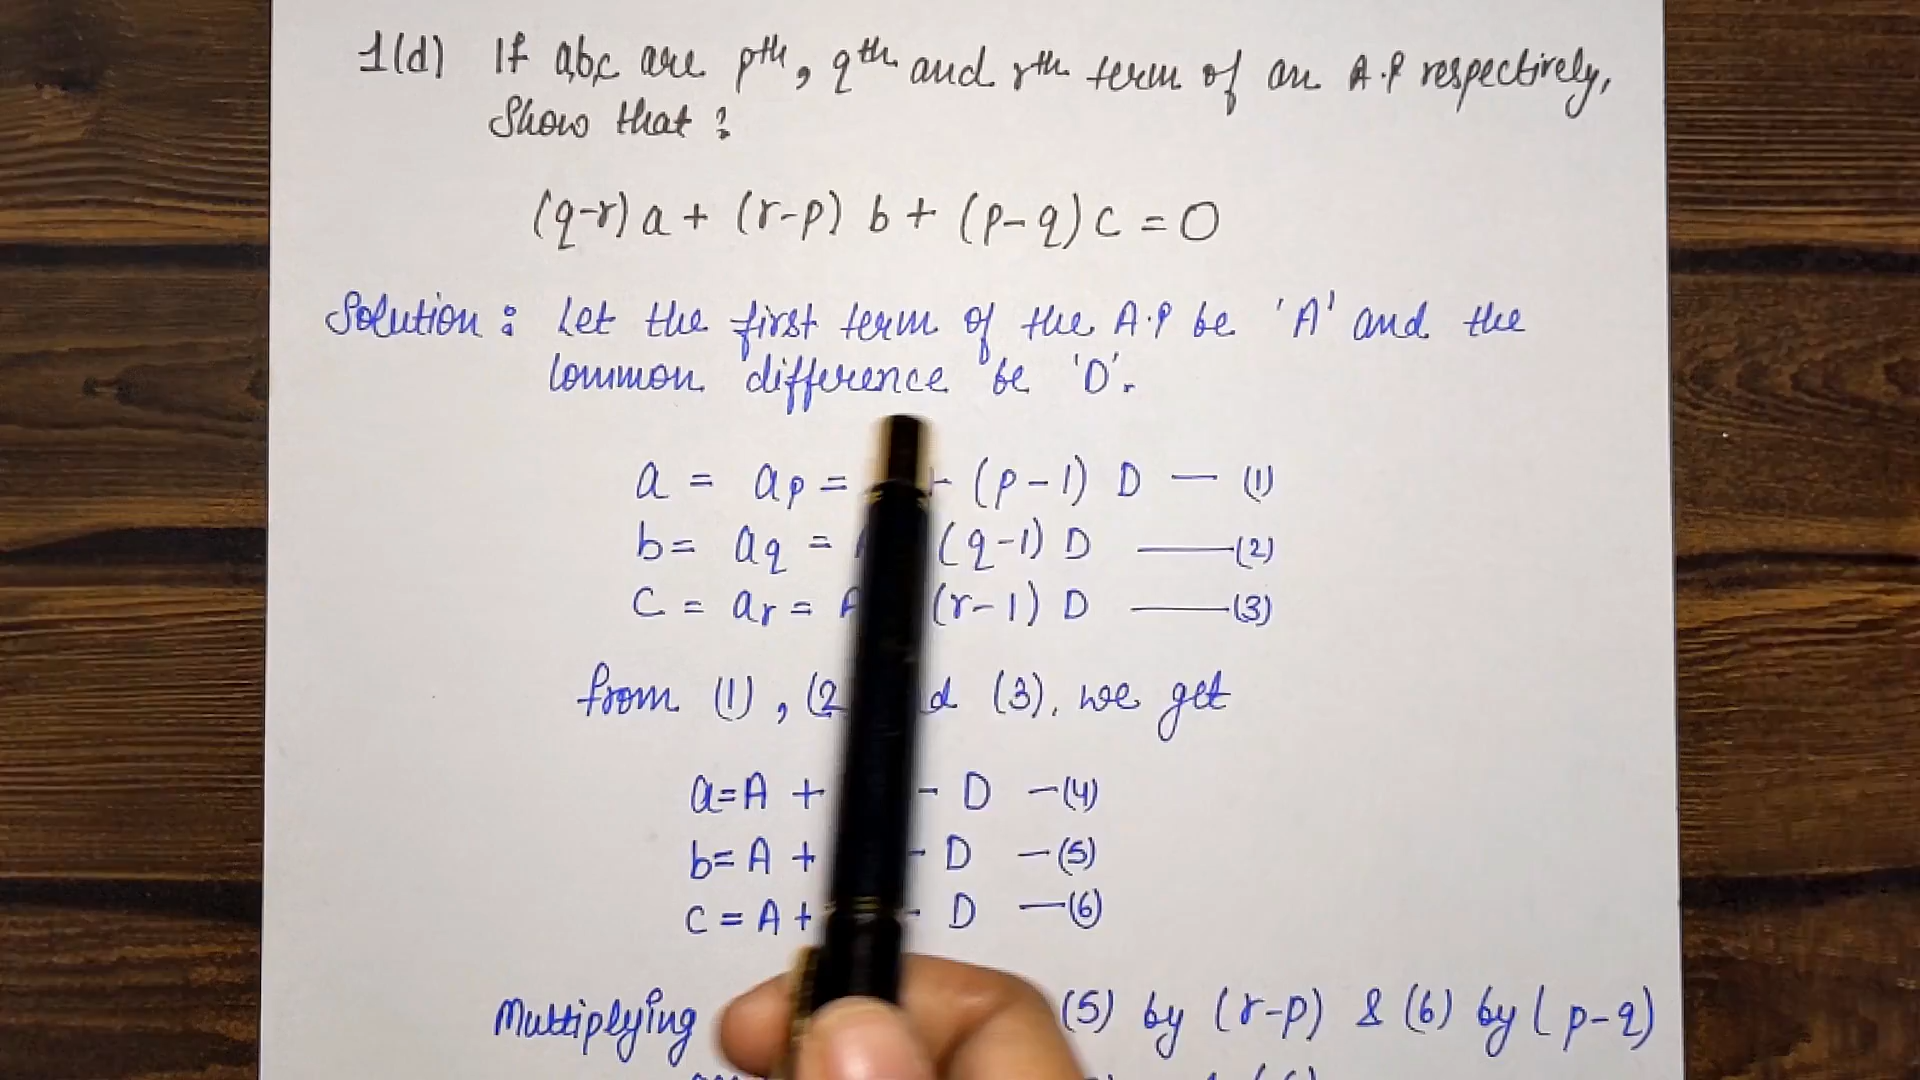 1(d) If a,b,c are pth, qth and rth term of an A.P respectively,
Show that :
(q-r) a + (r-p) b + (p-q) c = 0
Solution : Let the first term of the A.P be 'A' and the
common difference be 'D'.
a = ap = (p-1) D — (1)
b = aq = (q-1) D — (2)
c = ar = A (r-1) D — (3)
from (1), (2 (3), we get
a = A + - D — (4)
b = A + - D — (5)
c = A + - D — (6)
Multiplying (5) by (r-p) & (6) by (p-q)